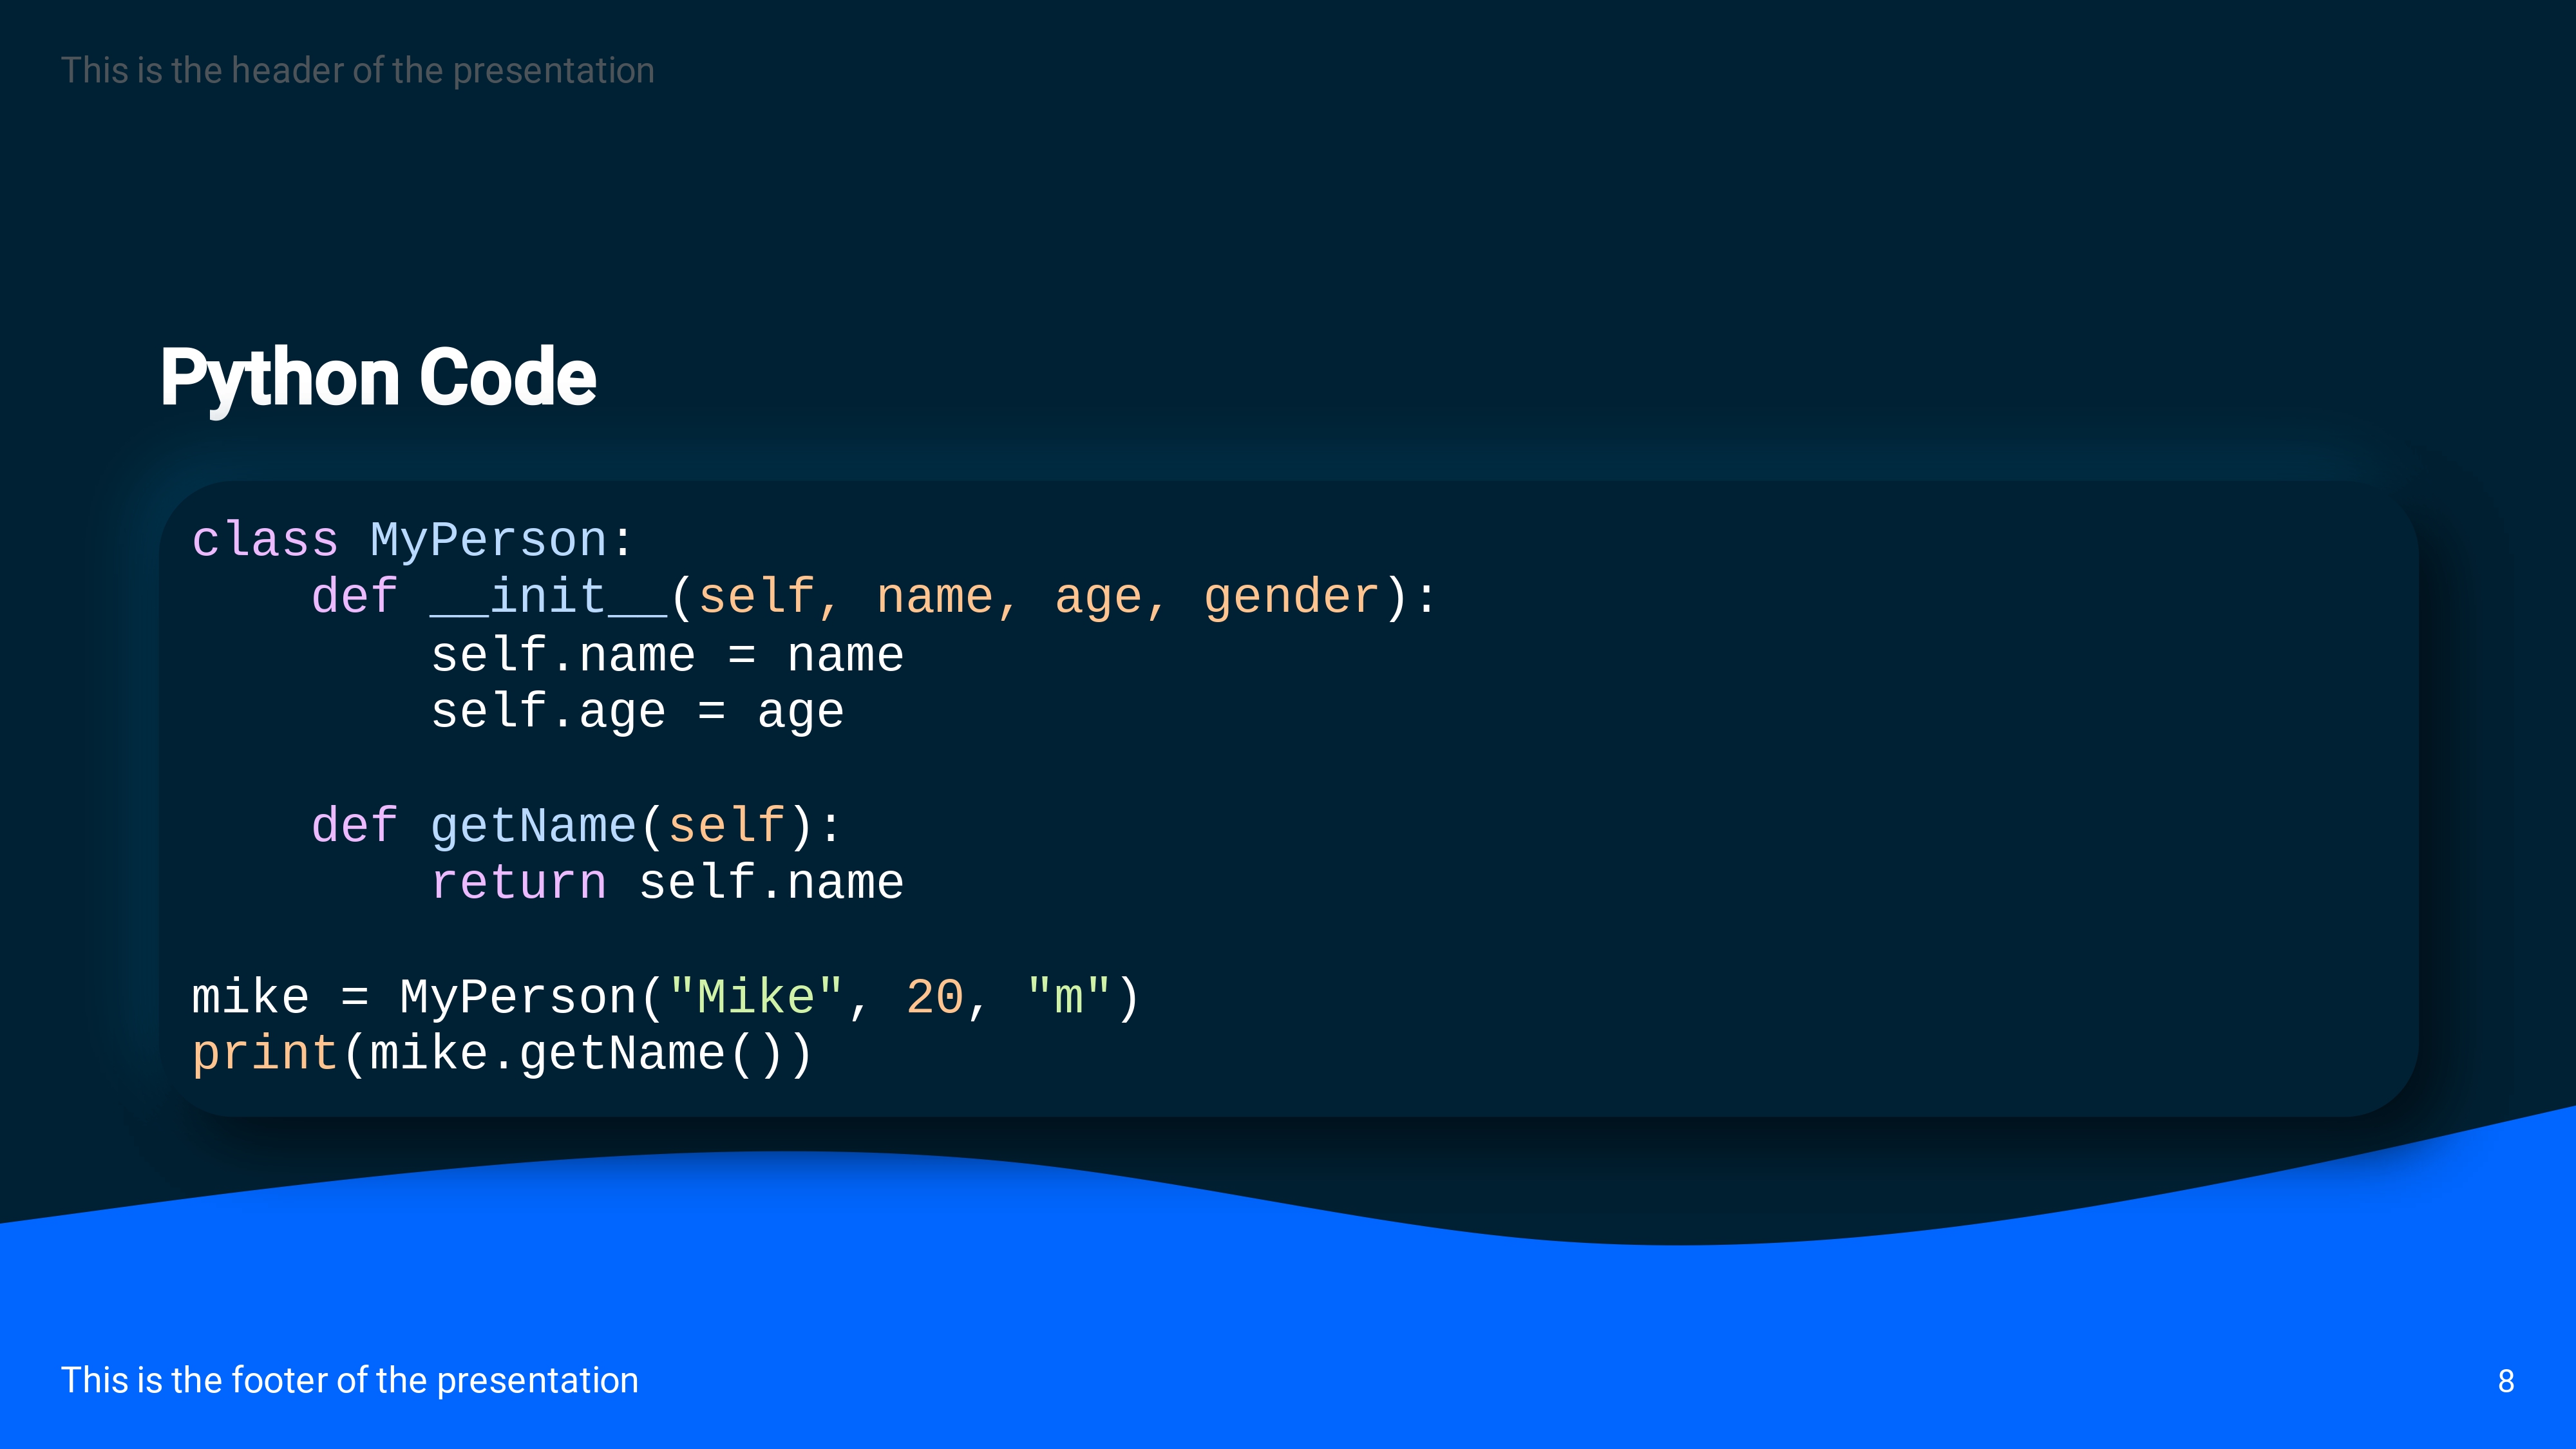 This is the header of the presentation
Python Code
class MyPerson:
    def __init__(self, name, age, gender):
        self.name = name
        self.age = age

    def getName(self):
        return self.name

mike = MyPerson("Mike", 20, "m")
print(mike.getName())
This is the footer of the presentation
8